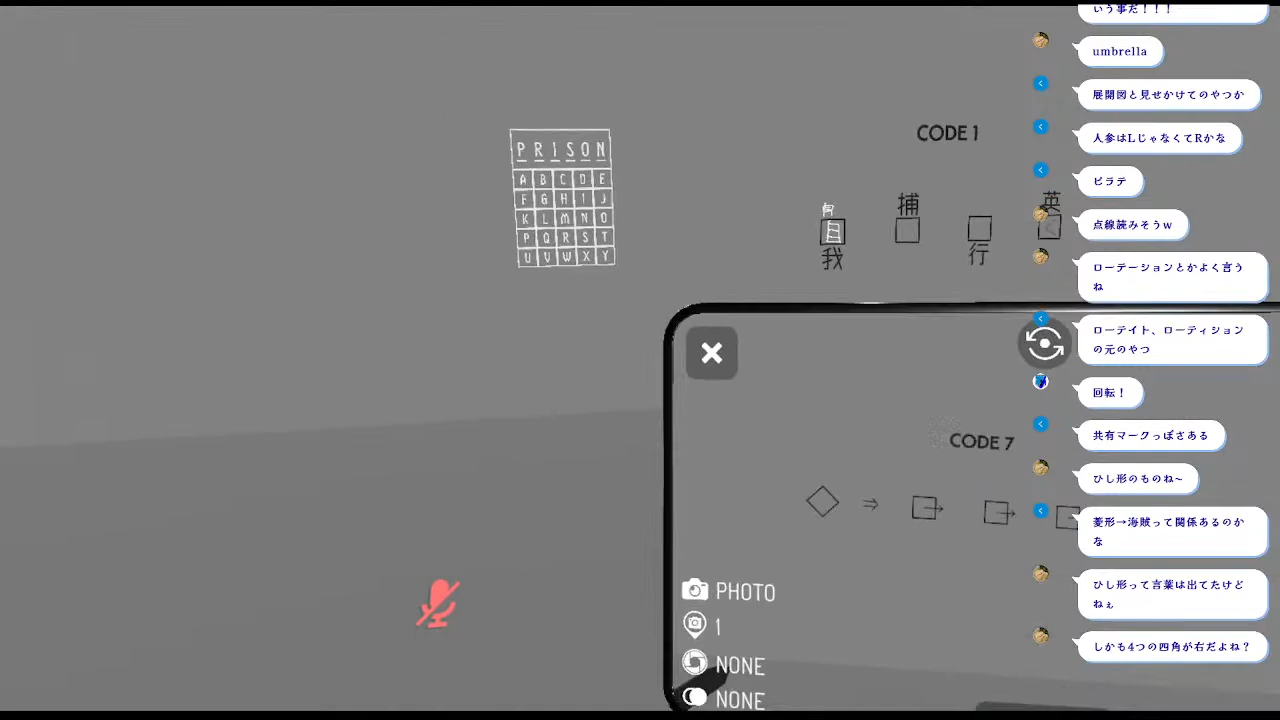 いう事だ！！！
umbrella
展開図と見せかけてのやつか
人参はLじゃなくてRかな
ピラテ
点線読みそうw
ローテーションとかよく言う
ね
ローテイト、ローティション
の元のやつ
回転！
共有マークっぽさある
ひし形のものね~
菱形→海賊って関係あるのか
な
ひし形って言葉は出てたけど
ねぇ
しかも4つの四角が右だよね？
PRISON
A B C D E
F G H I J
K L M N O
P Q R S T
U V W X Y
CODE 1
自
我
捕
行
英
CODE 7
PHOTO
1
NONE
NONE